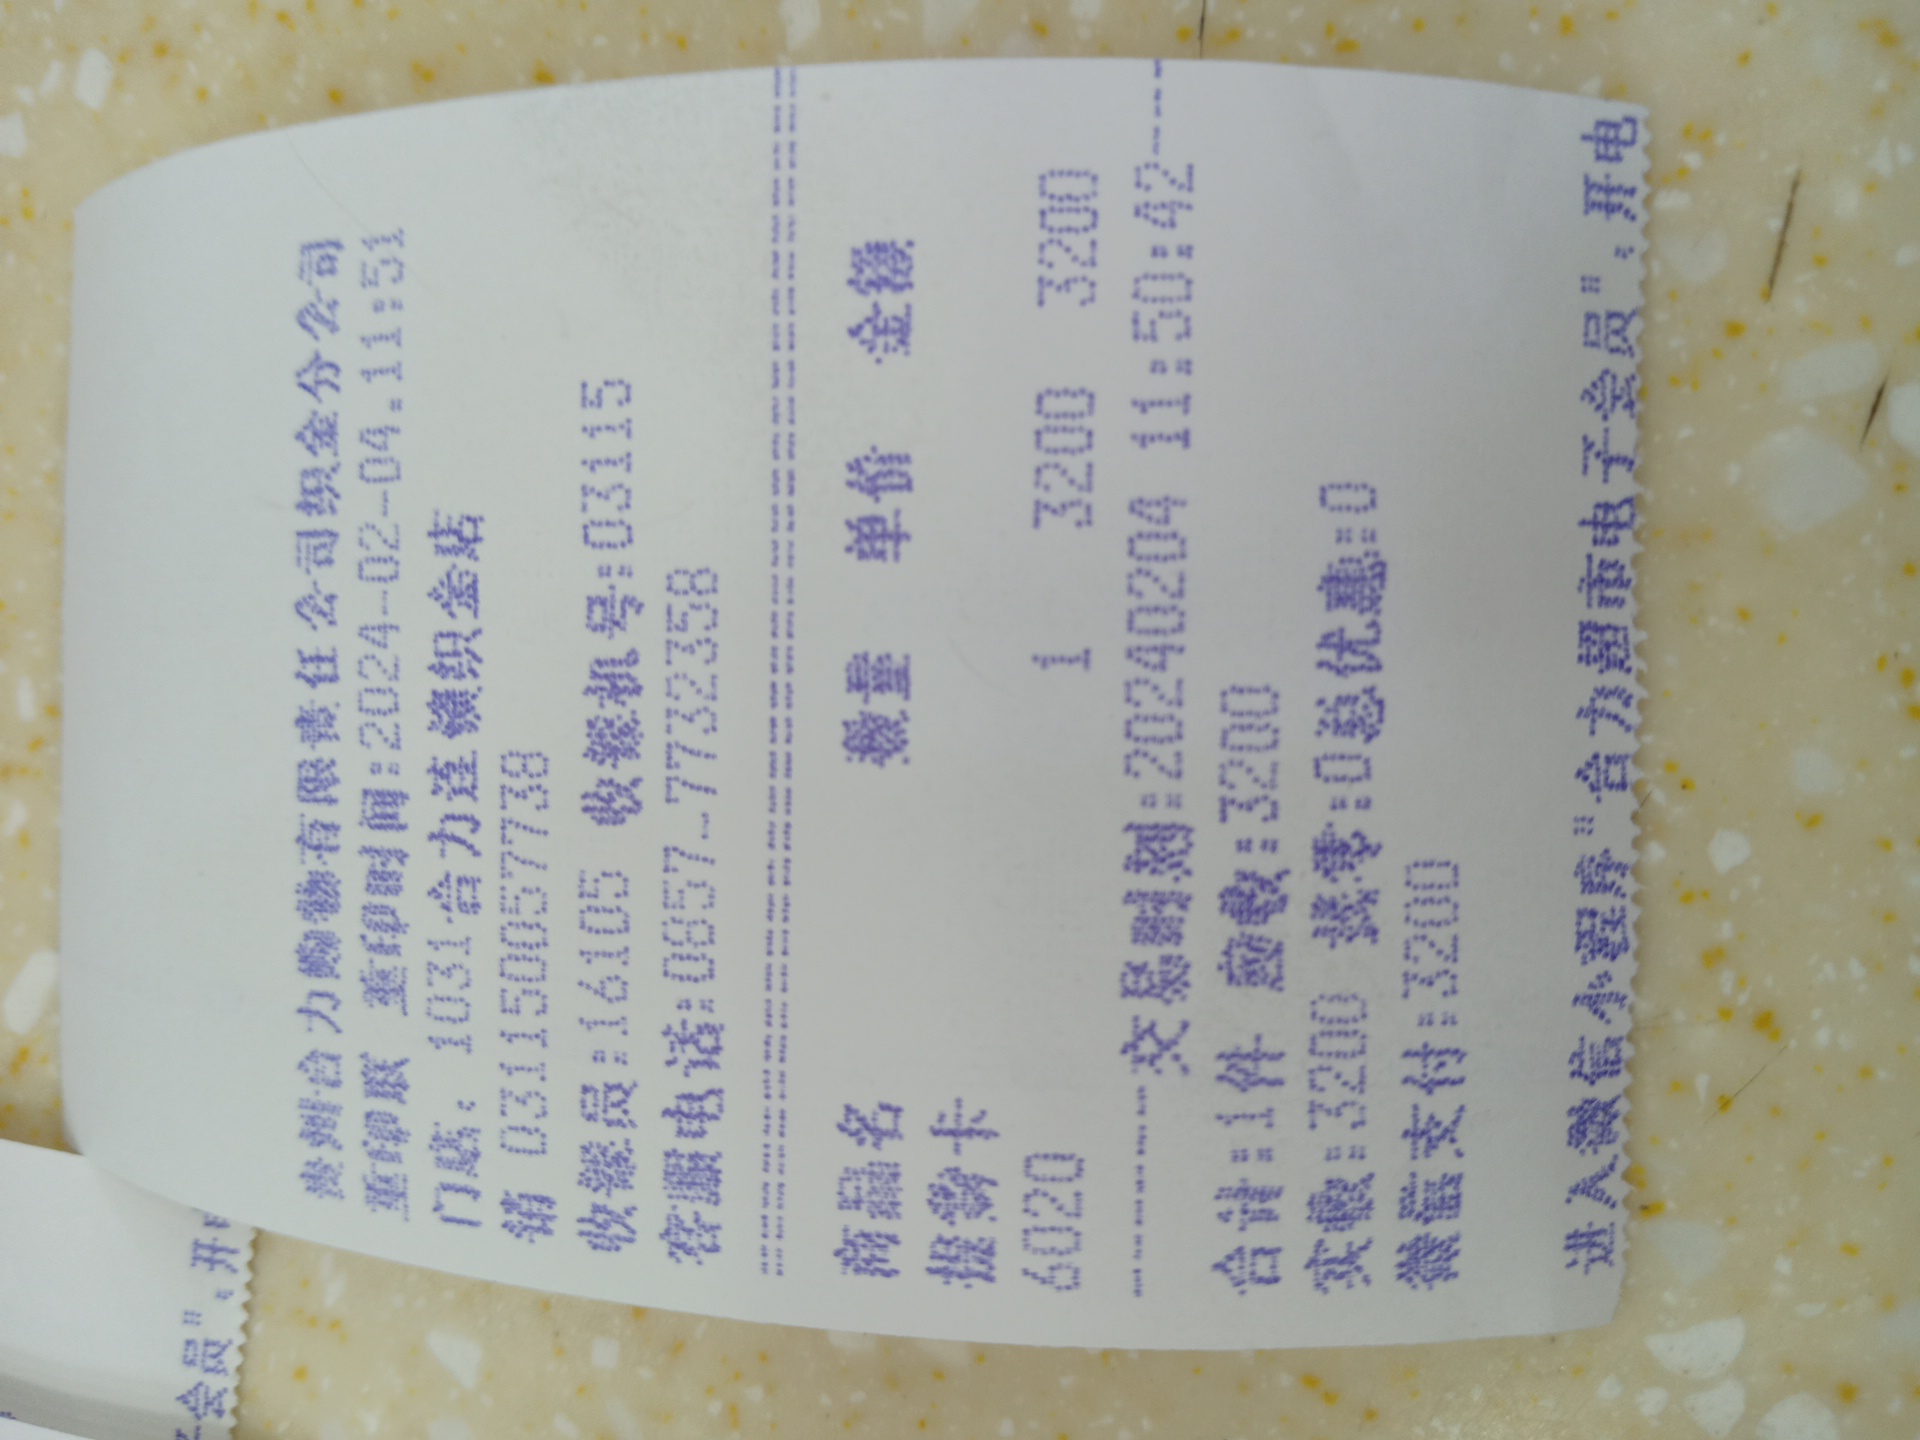 贵州合力购物有限责任公司织金分公司
重印联 重印时间:2024-02-04.11:51
门店: 1031合力连锁织金店
销 031150057738
收银员:16105 收银机号:03115
客服电话:0857-7732358
商品名 数量 单价 金额
提货卡
6020 1 3200 3200
交易时刻:20240204 11:50:42
合计:1件 应收:3200
实收:3200 找零:0总优惠:0
微信支付:3200
进入微信小程序"合力超市电子会员",开电
会员",开